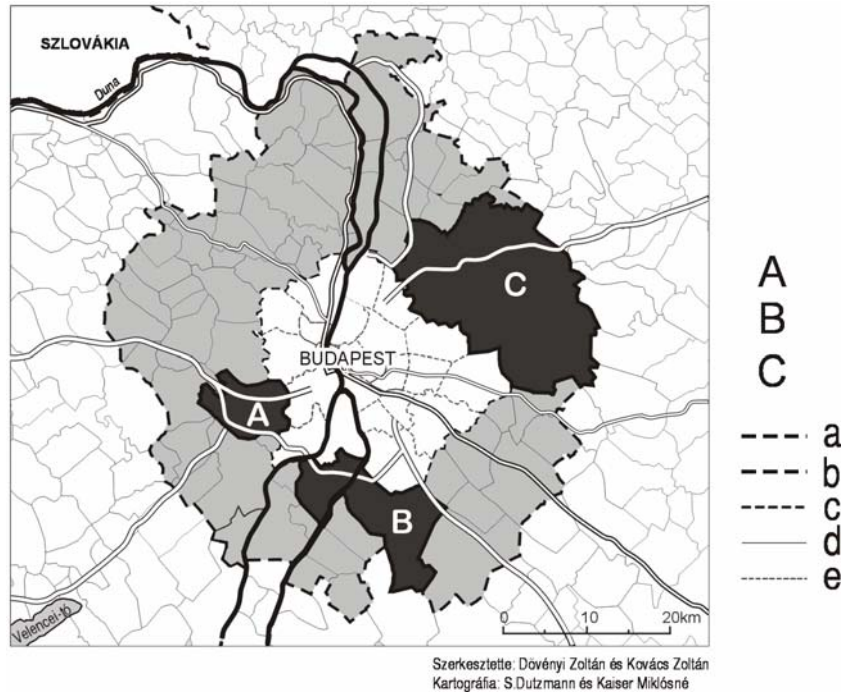 SZLOVÁKIA
Duna
C
BUDAPEST
A
B
Velencei-tó
0 10 20km
A
B
C
a
b
c
d
e
Szerkesztette: Dövényi Zoltán és Kovács Zoltán
Kartográfia: S.Dutzmann és Kaiser Miklósné